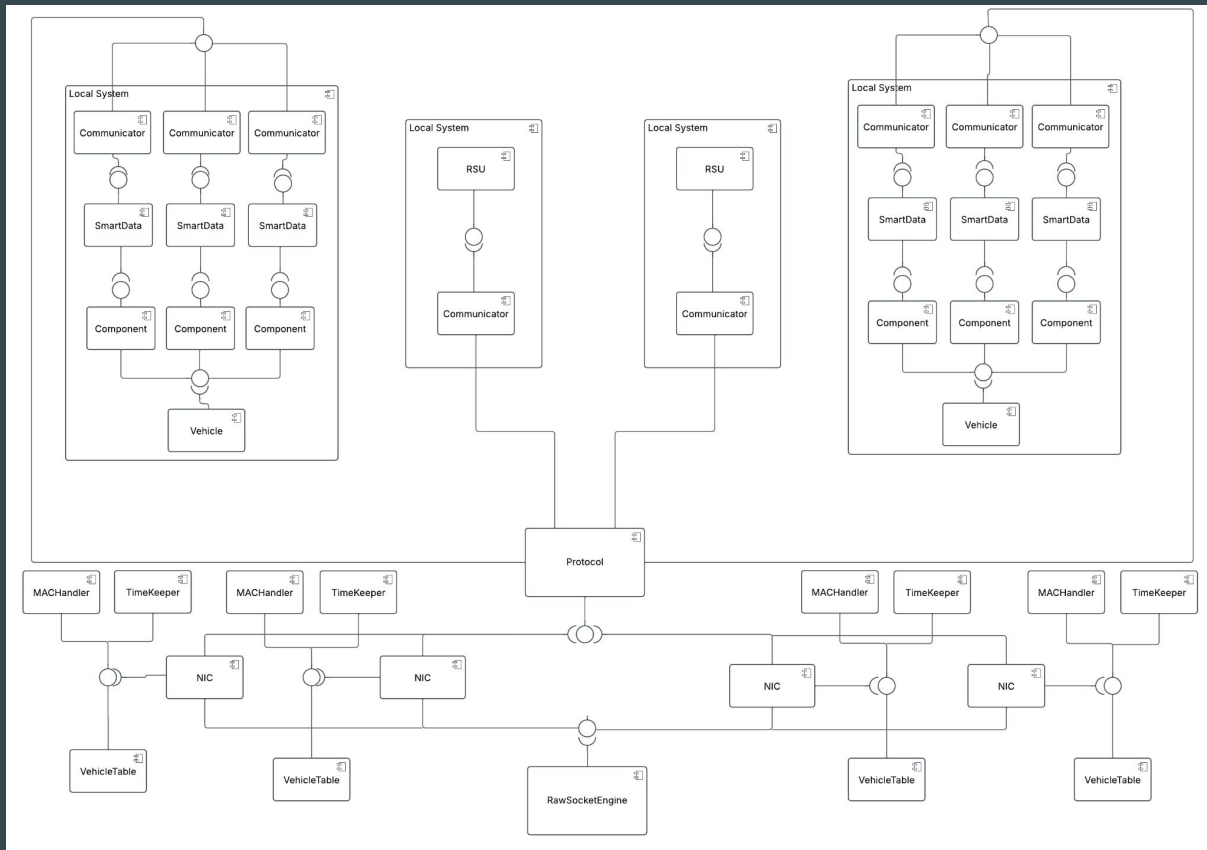 Local System
Communicator
Communicator
Communicator
SmartData
SmartData
SmartData
Component
Component
Component
Vehicle
Local System
RSU
Communicator
Local System
RSU
Communicator
Local System
Communicator
Communicator
Communicator
SmartData
SmartData
SmartData
Component
Component
Component
Vehicle
Protocol
MACHandler
TimeKeeper
MACHandler
TimeKeeper
MACHandler
TimeKeeper
MACHandler
TimeKeeper
NIC
NIC
NIC
NIC
VehicleTable
VehicleTable
RawSocketEngine
VehicleTable
VehicleTable